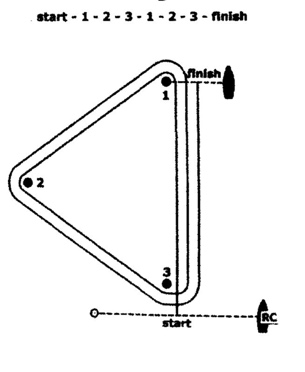 start - 1 - 2 - 3 - 1 - 2 - 3 - finish
finish
1
2
3
RC
start